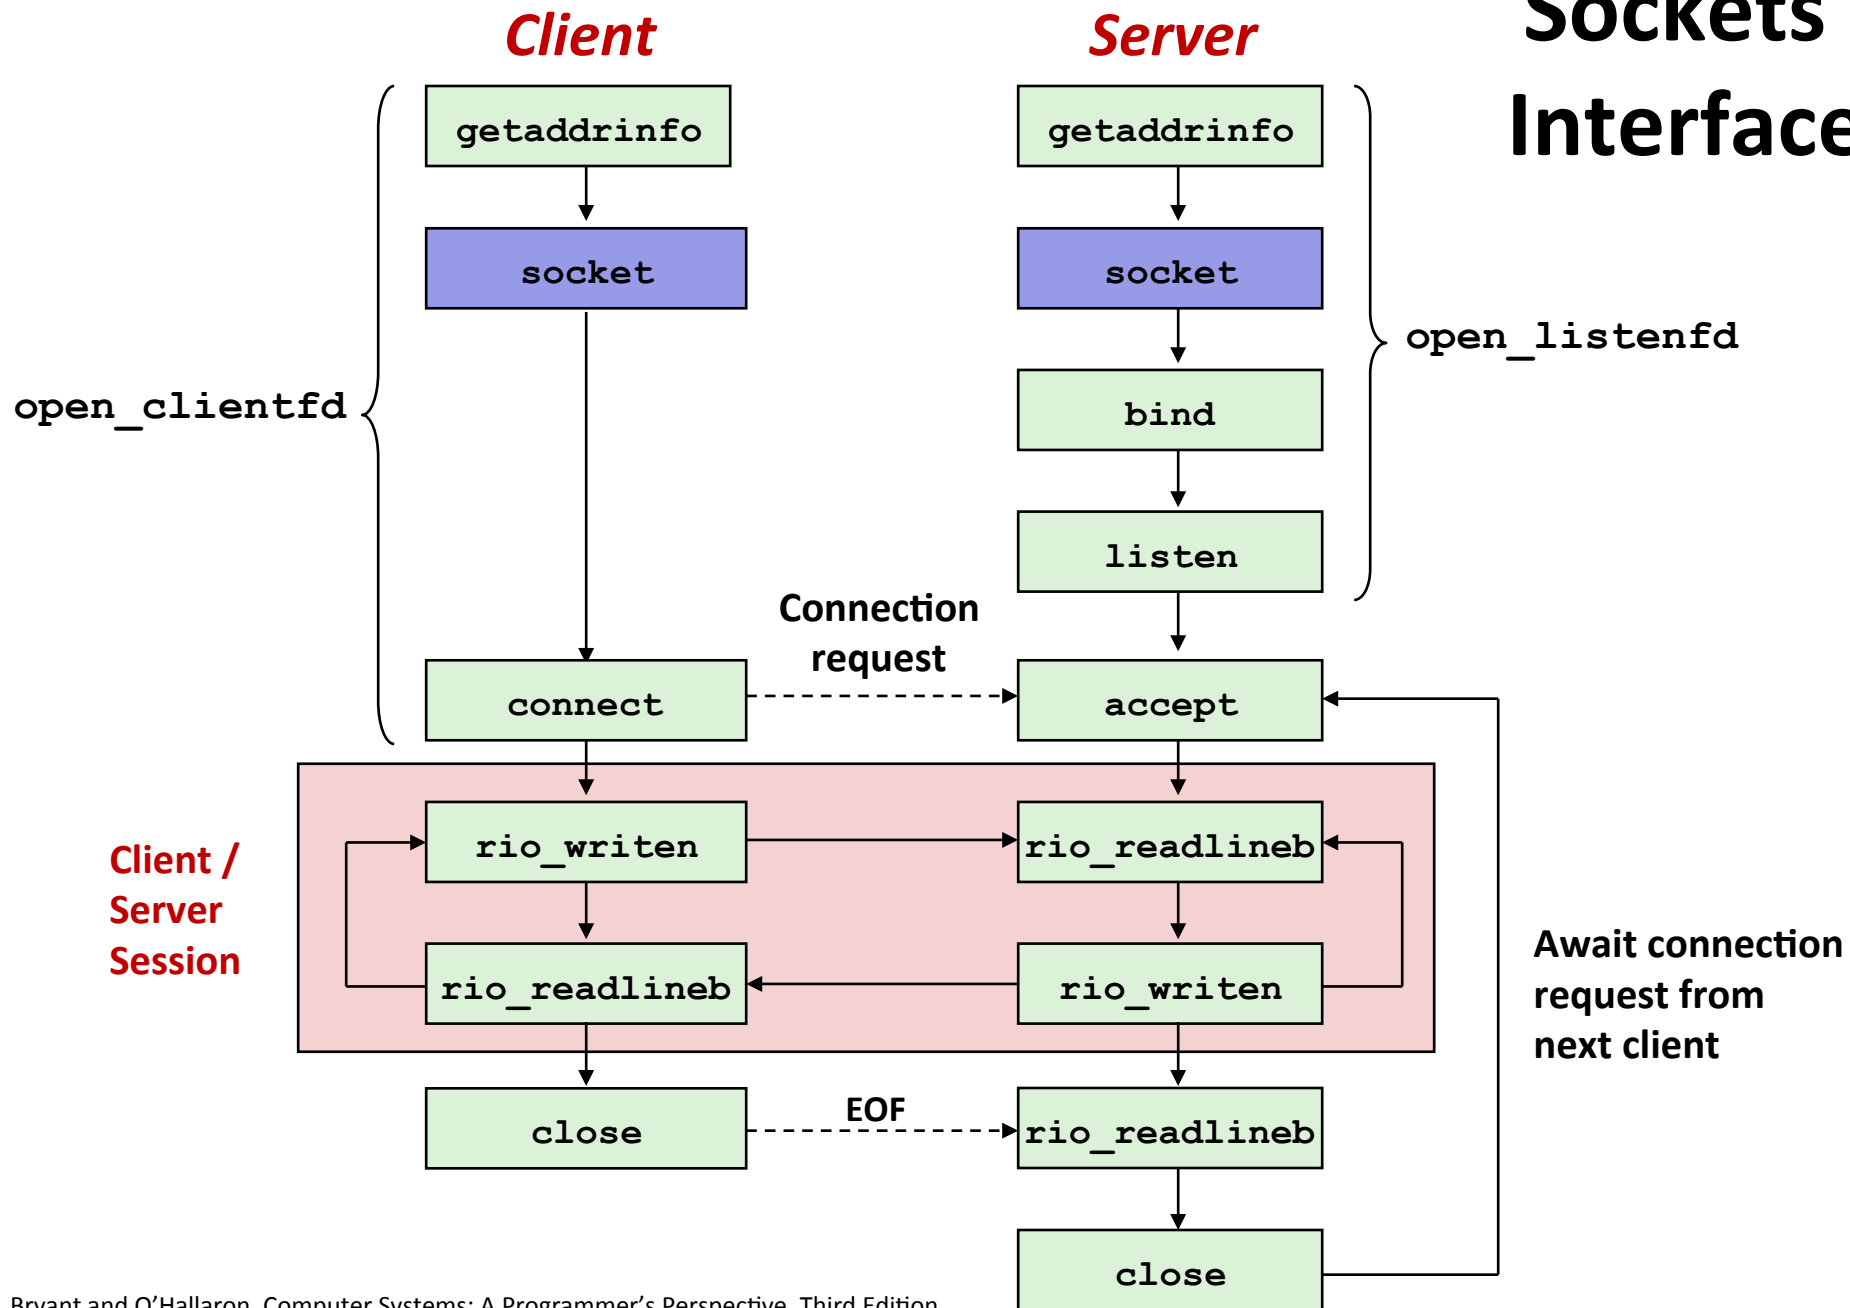 Sockets
Interface
Client
Server
getaddrinfo
getaddrinfo
socket
socket
open_listenfd
open_clientfd
bind
listen
Connection
request
connect
accept
Client /
Server
Session
rio_writen
rio_readlineb
rio_readlineb
rio_writen
Await connection
request from
next client
close
EOF
rio_readlineb
close
Bryant and O'Hallaron, Computer Systems: A Programmer's Perspective, Third Edition